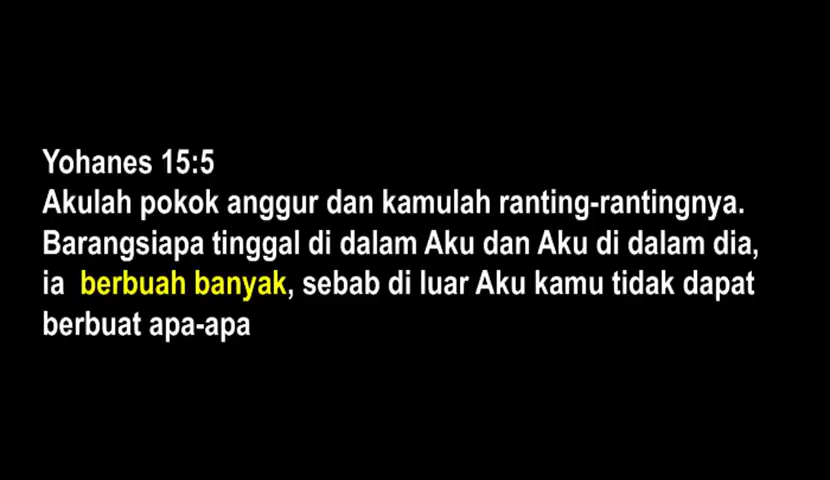 Yohanes 15:5
Akulah pokok anggur dan kamulah ranting-rantingnya.
Barangsiapa tinggal di dalam Aku dan Aku di dalam dia,
ia  berbuah banyak, sebab di luar Aku kamu tidak dapat
berbuat apa-apa